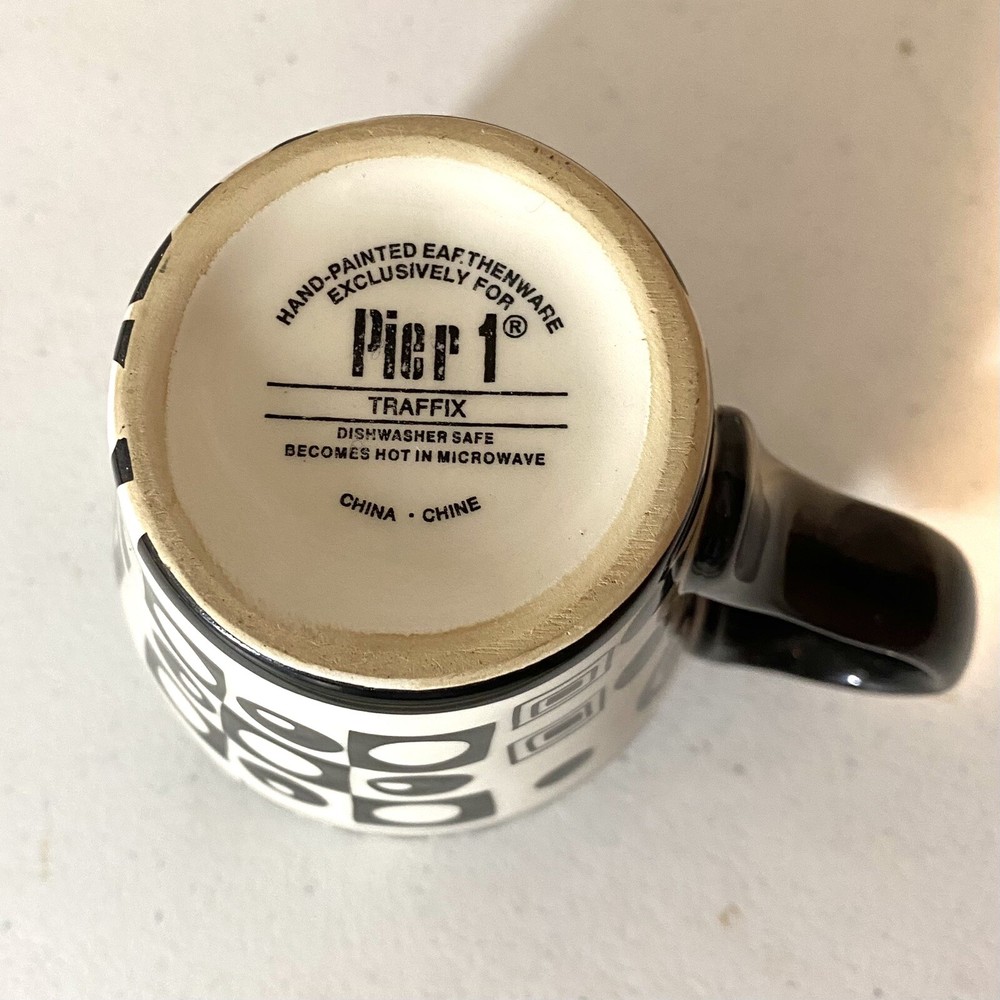 HAND-PAINTED EARTHENWARE
EXCLUSIVELY FOR
Pier 1®
TRAFFIX
DISHWASHER SAFE
BECOMES HOT IN MICROWAVE
CHINA · CHINE